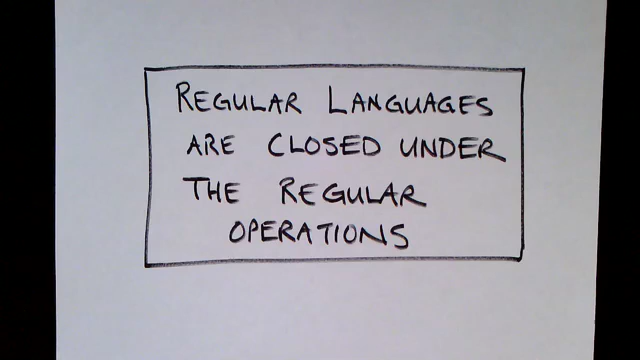 REGULAR LANGUAGES
ARE CLOSED UNDER
THE REGULAR
OPERATIONS